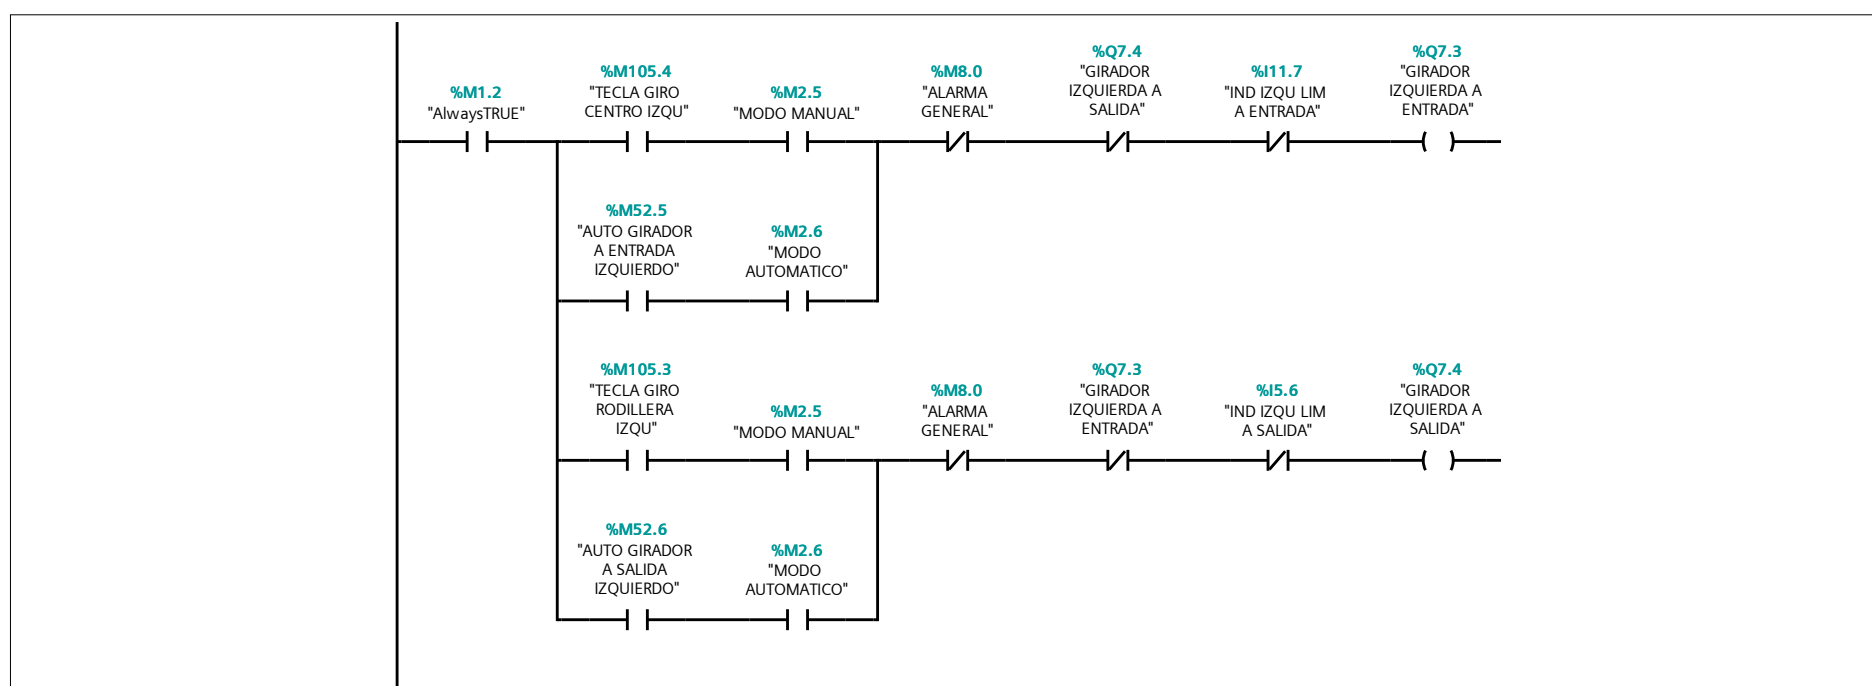 %M1.2
"AlwaysTRUE"
%M105.4
"TECLA GIRO
CENTRO IZQU"
%M2.5
"MODO MANUAL"
%M8.0
"ALARMA
GENERAL"
%Q7.4
"GIRADOR
IZQUIERDA A
SALIDA"
%I11.7
"IND IZQU LIM
A ENTRADA"
%Q7.3
"GIRADOR
IZQUIERDA A
ENTRADA"
%M52.5
"AUTO GIRADOR
A ENTRADA
IZQUIERDO"
%M2.6
"MODO
AUTOMATICO"
%M105.3
"TECLA GIRO
RODILLERA
IZQU"
%M2.5
"MODO MANUAL"
%M8.0
"ALARMA
GENERAL"
%Q7.3
"GIRADOR
IZQUIERDA A
ENTRADA"
%I5.6
"IND IZQU LIM
A SALIDA"
%Q7.4
"GIRADOR
IZQUIERDA A
SALIDA"
%M52.6
"AUTO GIRADOR
A SALIDA
IZQUIERDO"
%M2.6
"MODO
AUTOMATICO"